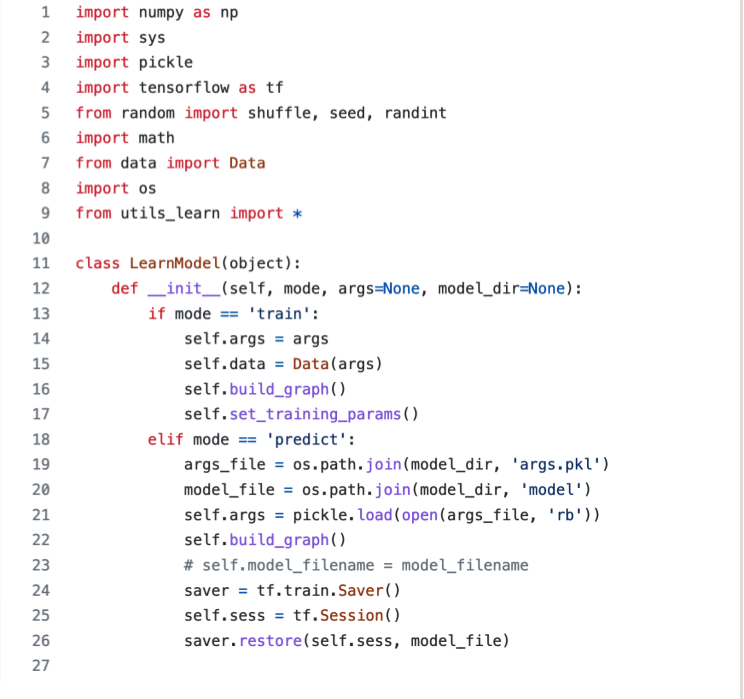 1 import numpy as np
2 import sys
3 import pickle
4 import tensorflow as tf
5 from random import shuffle, seed, randint
6 import math
7 from data import Data
8 import os
9 from utils_learn import *
10
11 class LearnModel(object):
12     def __init__(self, mode, args=None, model_dir=None):
13         if mode == 'train':
14             self.args = args
15             self.data = Data(args)
16             self.build_graph()
17             self.set_training_params()
18         elif mode == 'predict':
19             args_file = os.path.join(model_dir, 'args.pkl')
20             model_file = os.path.join(model_dir, 'model')
21             self.args = pickle.load(open(args_file, 'rb'))
22             self.build_graph()
23             # self.model_filename = model_filename
24             saver = tf.train.Saver()
25             self.sess = tf.Session()
26             saver.restore(self.sess, model_file)
27